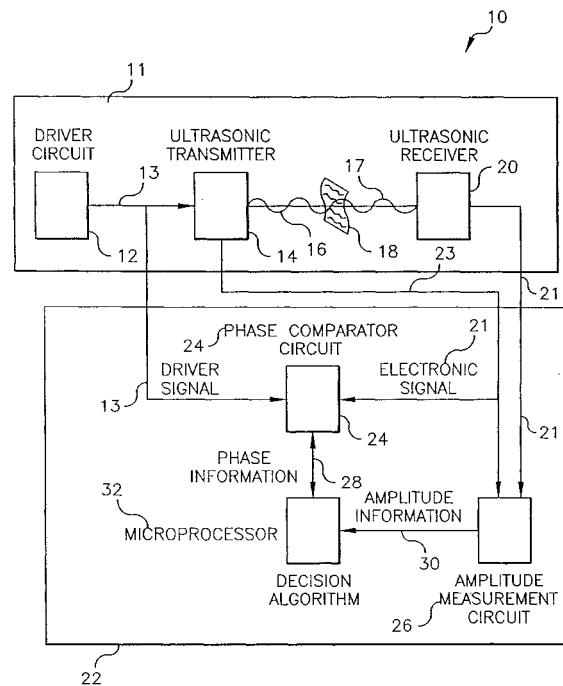 10
11
DRIVER
CIRCUIT
ULTRASONIC
TRANSMITTER
ULTRASONIC
RECEIVER
13
17
20
12
14
16
18
23
21
24
PHASE COMPARATOR
CIRCUIT
21
DRIVER
SIGNAL
ELECTRONIC
SIGNAL
13
24
21
PHASE
INFORMATION
28
AMPLITUDE
INFORMATION
32
MICROPROCESSOR
30
DECISION
ALGORITHM
AMPLITUDE
MEASUREMENT
CIRCUIT
26
22